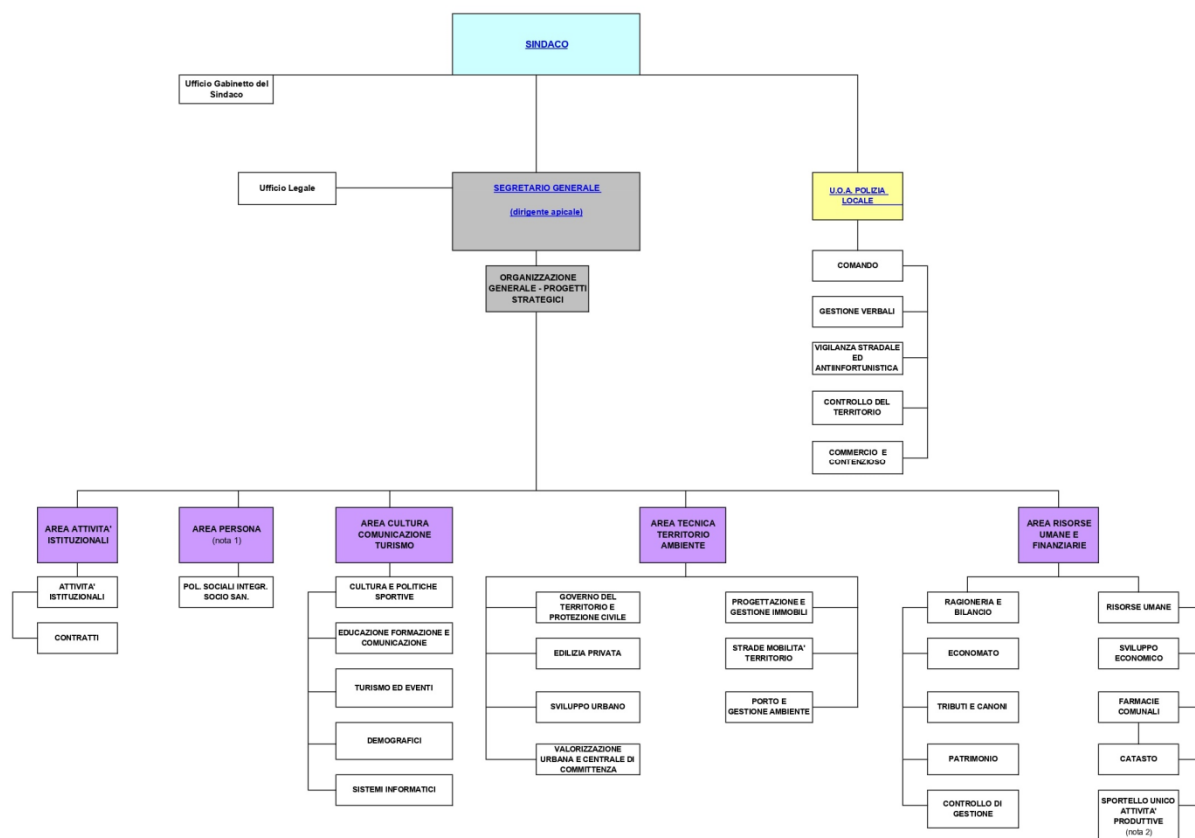 SINDACO
Ufficio Gabinetto del
Sindaco
Ufficio Legale
SEGRETARIO GENERALE
(dirigente apicale)
U.O.A. POLIZIA
LOCALE
ORGANIZZAZIONE
GENERALE - PROGETTI
STRATEGICI
COMANDO
GESTIONE VERBALI
VIGILANZA STRADALE
ED
ANTIINFORTUNISTICA
CONTROLLO DEL
TERRITORIO
COMMERCIO E
CONTENZIOSO
AREA ATTIVITA'
ISTITUZIONALI
AREA PERSONA
(nota 1)
AREA CULTURA
COMUNICAZIONE
TURISMO
AREA TECNICA
TERRITORIO
AMBIENTE
AREA RISORSE
UMANE E
FINANZIARIE
ATTIVITA'
ISTITUZIONALI
CONTRATTI
POL. SOCIALI INTEGR.
SOCIO SAN.
CULTURA E POLITICHE
SPORTIVE
EDUCAZIONE FORMAZIONE E
COMUNICAZIONE
TURISMO ED EVENTI
DEMOGRAFICI
SISTEMI INFORMATICI
GOVERNO DEL
TERRITORIO E
PROTEZIONE CIVILE
EDILIZIA PRIVATA
SVILUPPO URBANO
VALORIZZAZIONE
URBANA E CENTRALE DI
COMMITTENZA
PROGETTAZIONE E
GESTIONE IMMOBILI
STRADE MOBILITA'
TERRITORIO
PORTO E
GESTIONE AMBIENTE
RAGIONERIA E
BILANCIO
ECONOMATO
TRIBUTI E CANONI
PATRIMONIO
CONTROLLO DI
GESTIONE
RISORSE UMANE
SVILUPPO
ECONOMICO
FARMACIE
COMUNALI
CATASTO
SPORTELLO UNICO
ATTIVITA'
PRODUTTIVE
(nota 2)